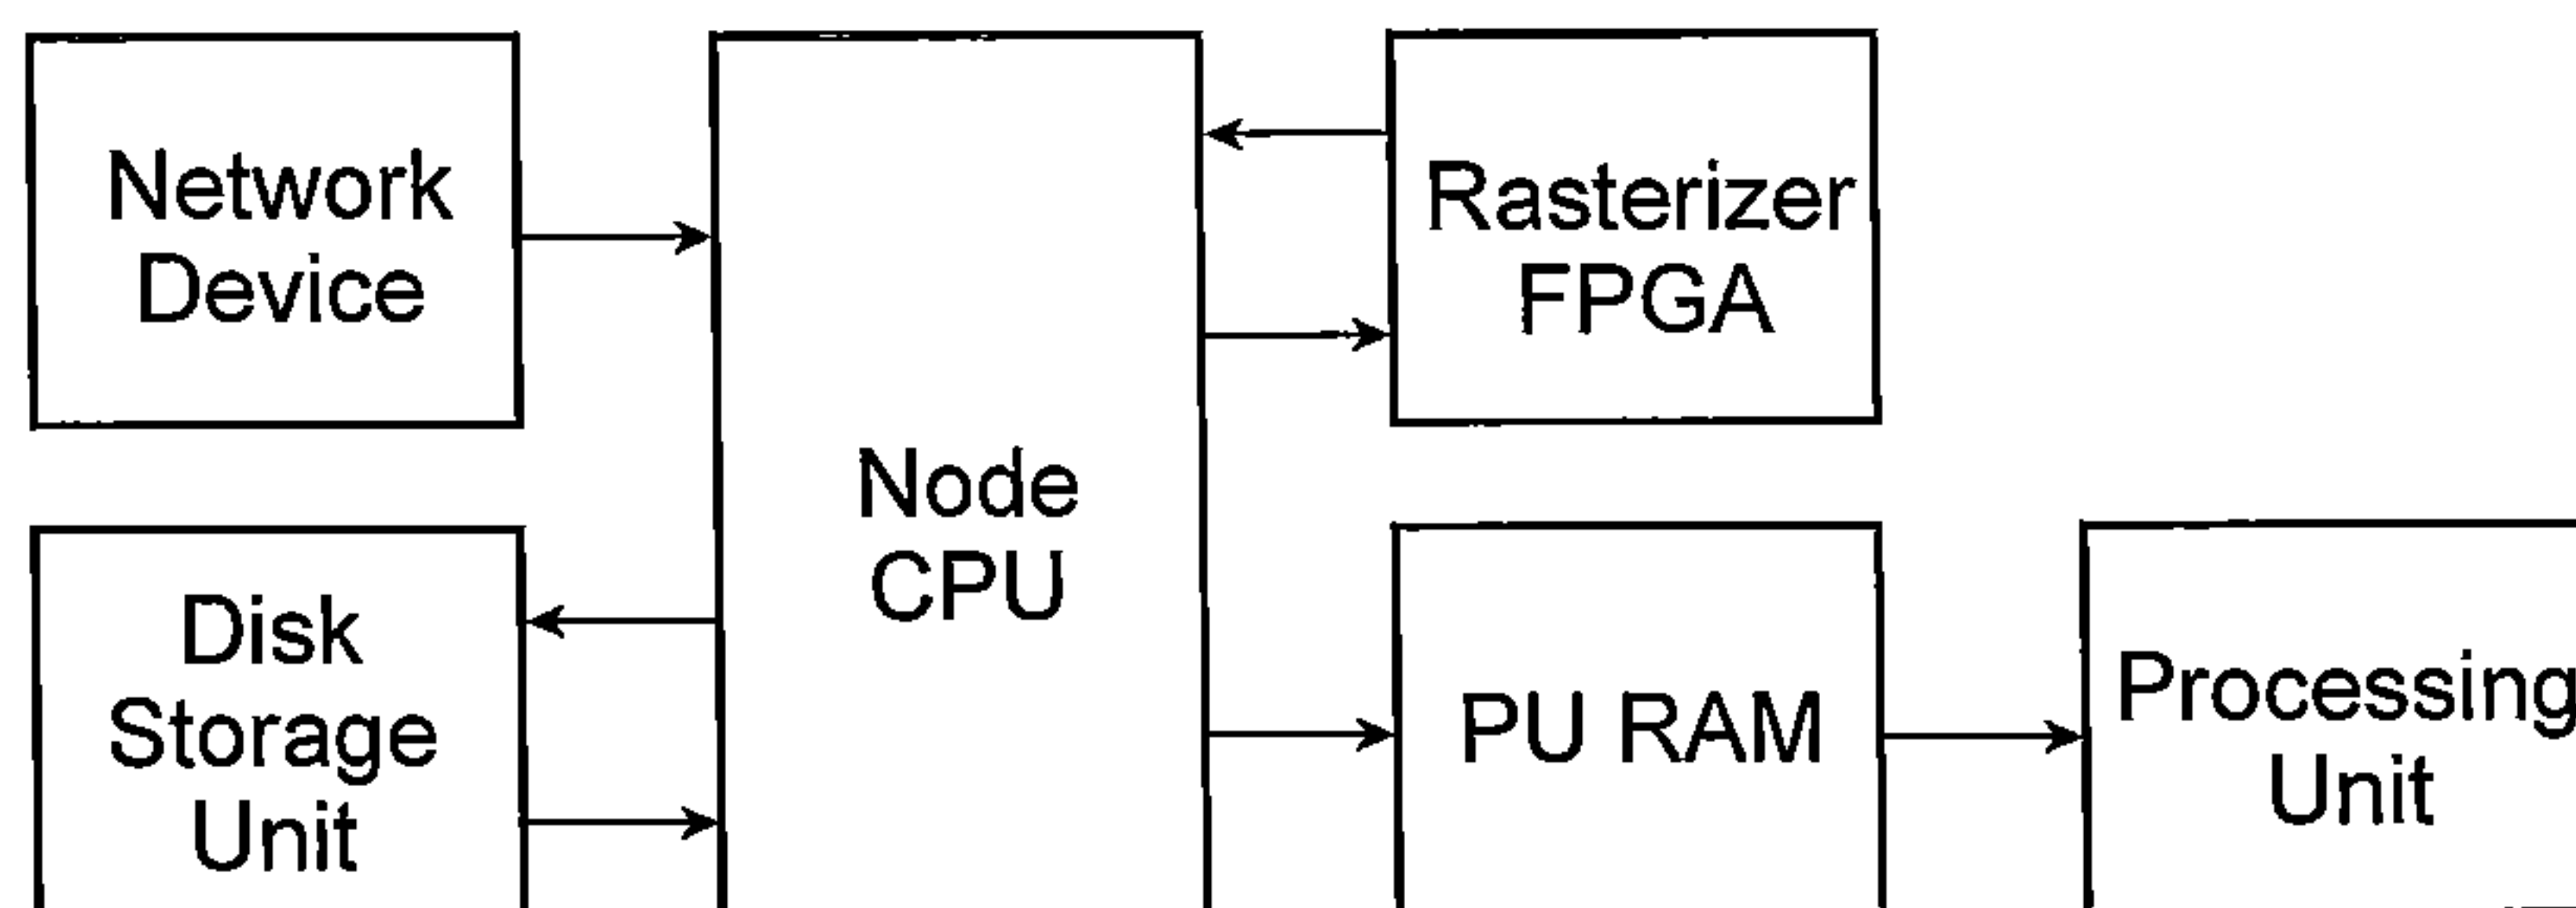 Network
Device
Node
CPU
Rasterizer
FPGA
Disk
Storage
Unit
PU RAM
Processing
Unit